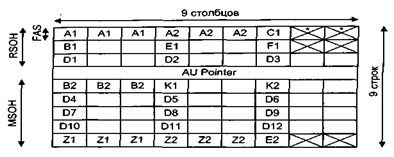 9 столбцов
RSOH
FAS
A1 A1 A1 A2 A2 A2 C1 * *
B1 E1 F1
D1 D2 D3
AU Pointer
MSOH
B2 B2 B2 K1 K2
D4 D5 D6
D7 D8 D9
D10 D11 D12
Z1 Z1 Z1 Z2 Z2 Z2 E2
9 строк